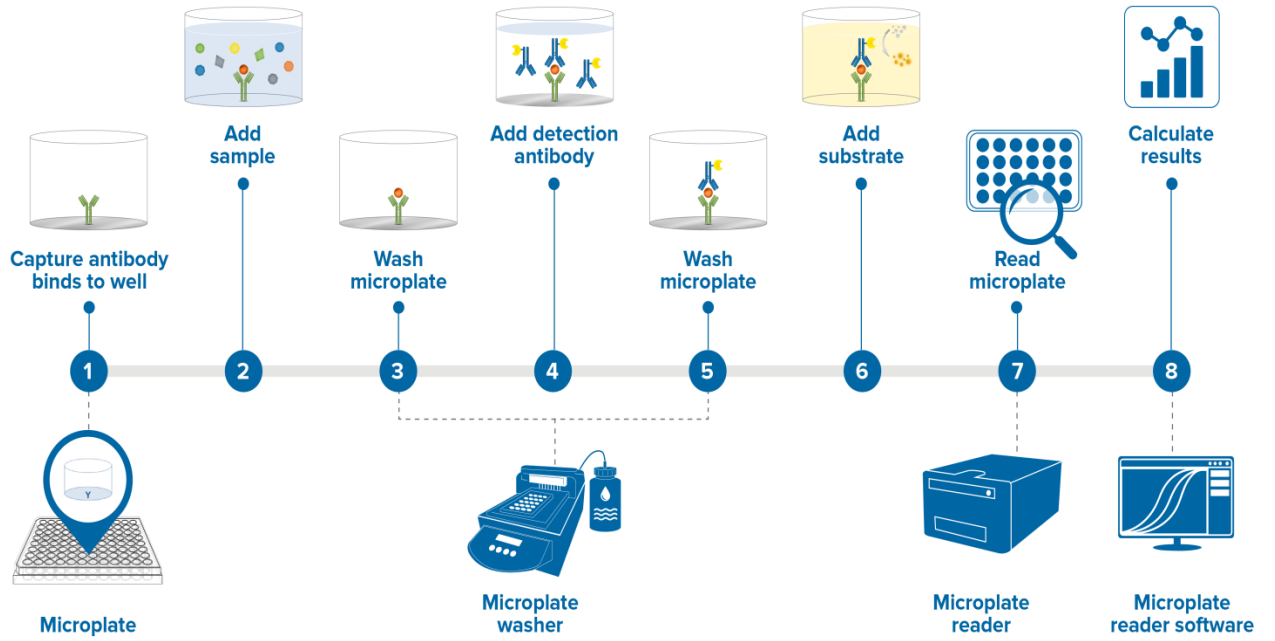 Add
sample
Add detection
antibody
Add
substrate
Calculate
results
Capture antibody
binds to well
Wash
microplate
Wash
microplate
Read
microplate
1
2
3
4
5
6
7
8
Y
Microplate
Microplate
washer
Microplate
reader
Microplate
reader software